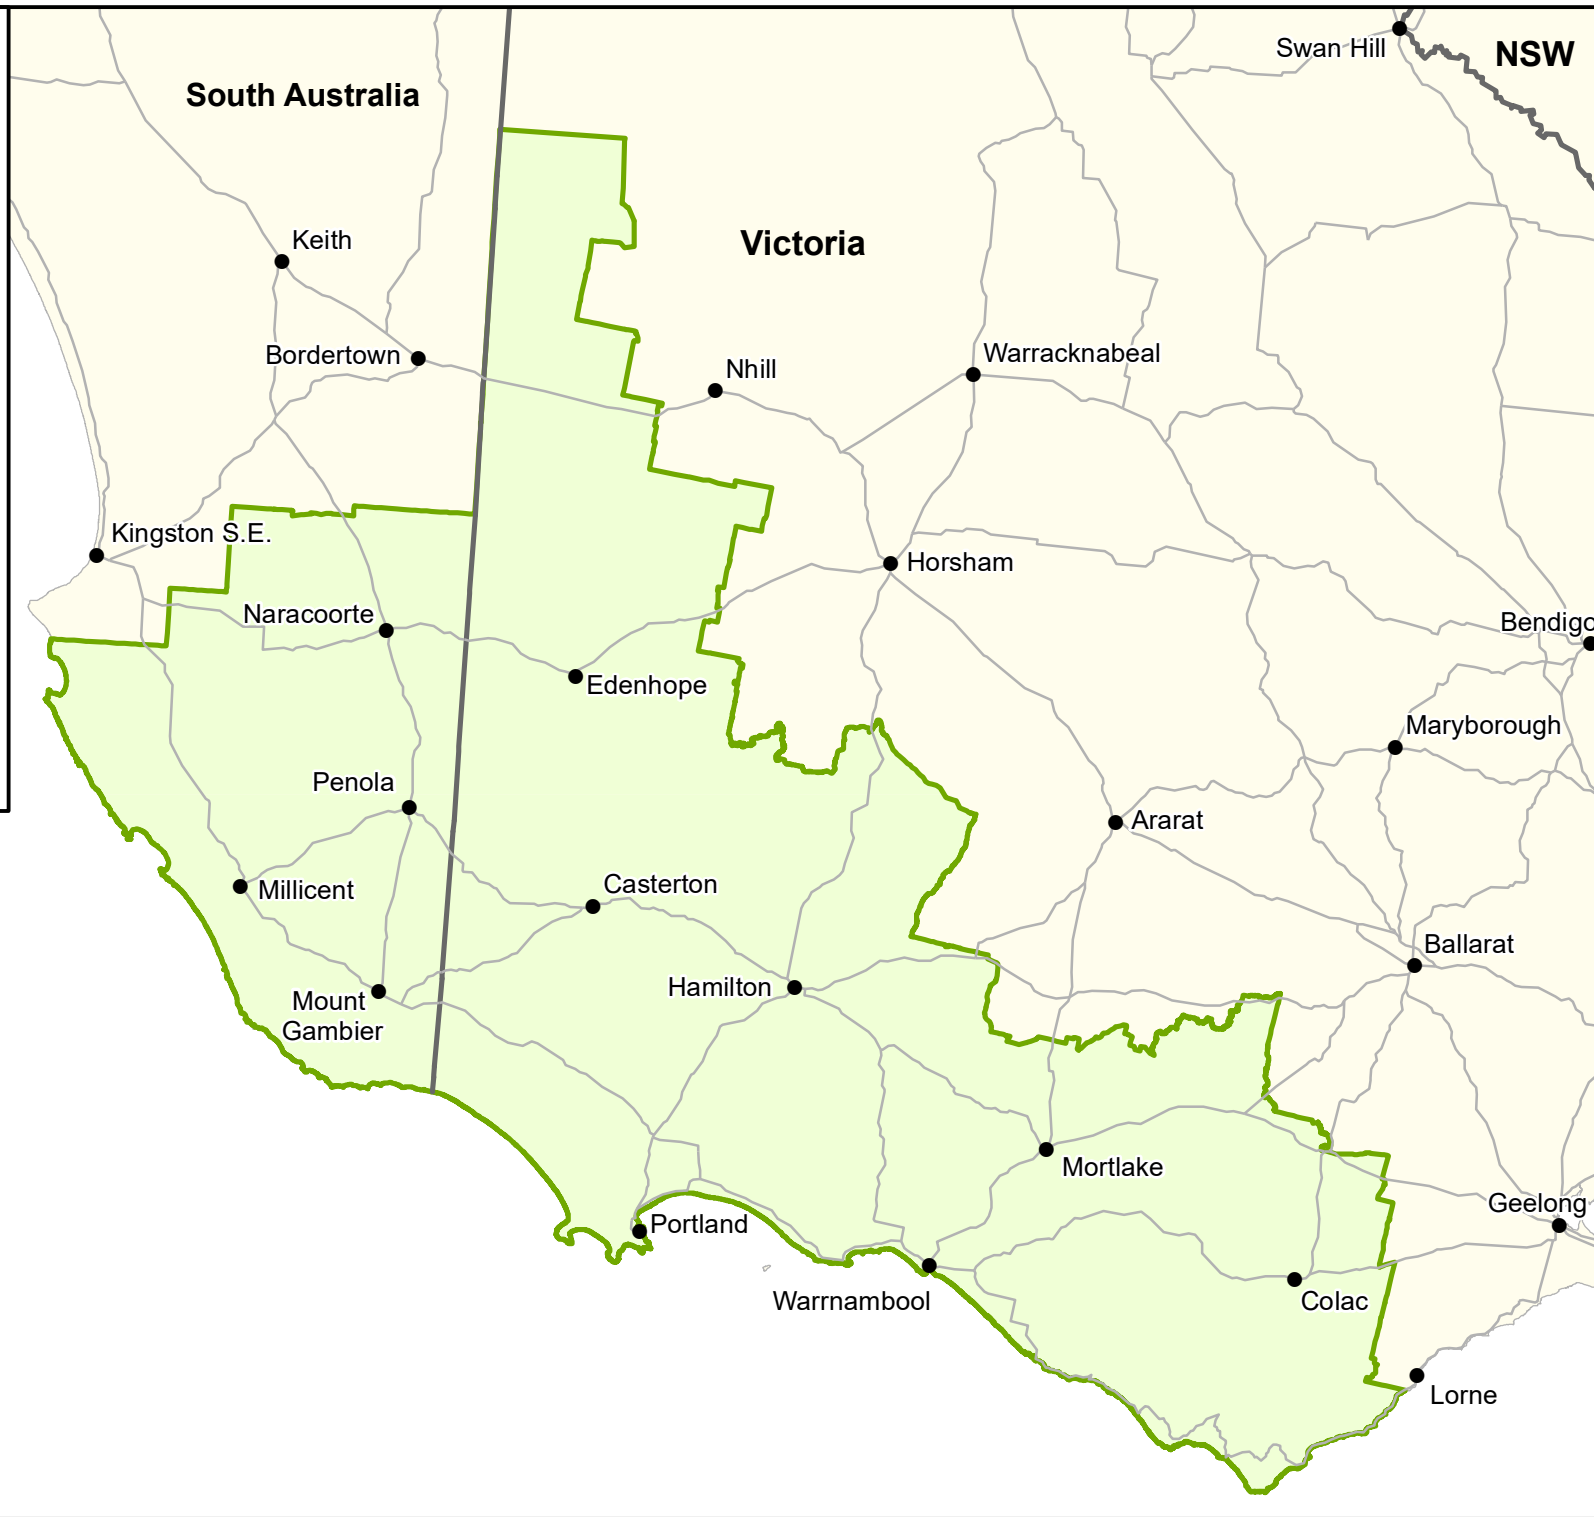 Swan Hill
NSW
South Australia
Keith
Victoria
Bordertown
Warracknabeal
Nhill
Kingston S.E.
Horsham
Naracoorte
Bendigo
Edenhope
Maryborough
Penola
Ararat
Millicent
Casterton
Ballarat
Hamilton
Mount
Gambier
Mortlake
Geelong
Portland
Warrnambool
Colac
Lorne